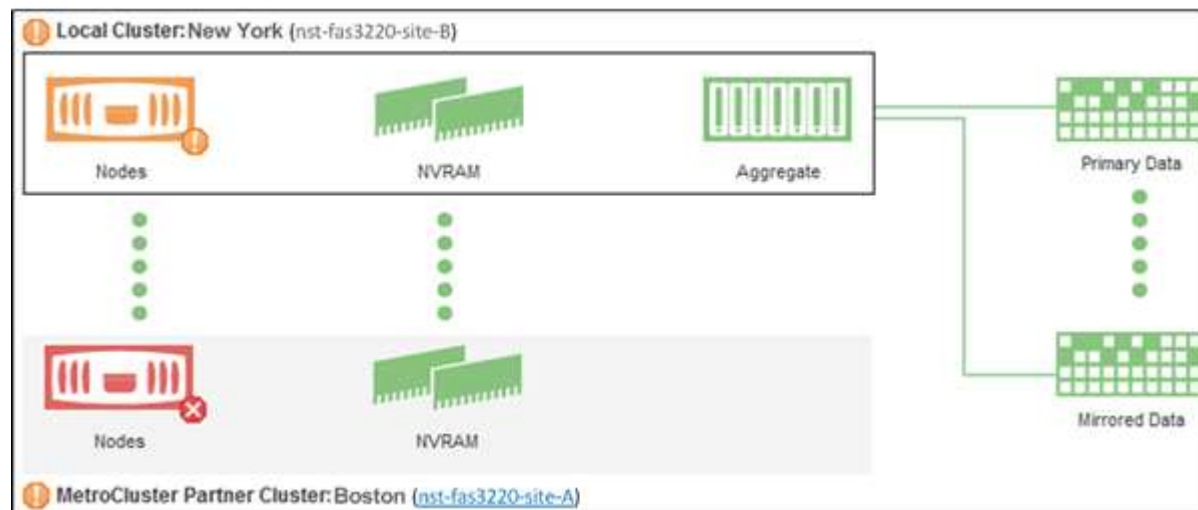 Local Cluster: New York (nst-fas3220-site-B)
Nodes
NVRAM
Aggregate
Primary Data
Nodes
NVRAM
Mirrored Data
MetroCluster Partner Cluster: Boston (nst-fas3220-site-A)